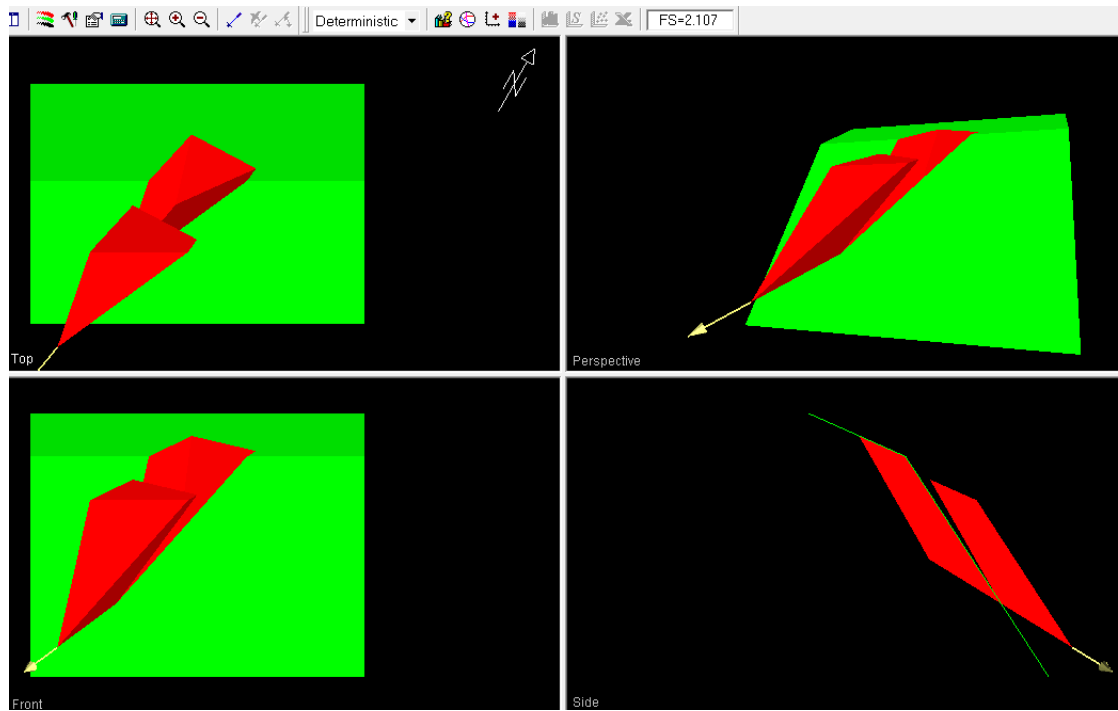 Deterministic FS=2.107
Top
Perspective
Front
Side